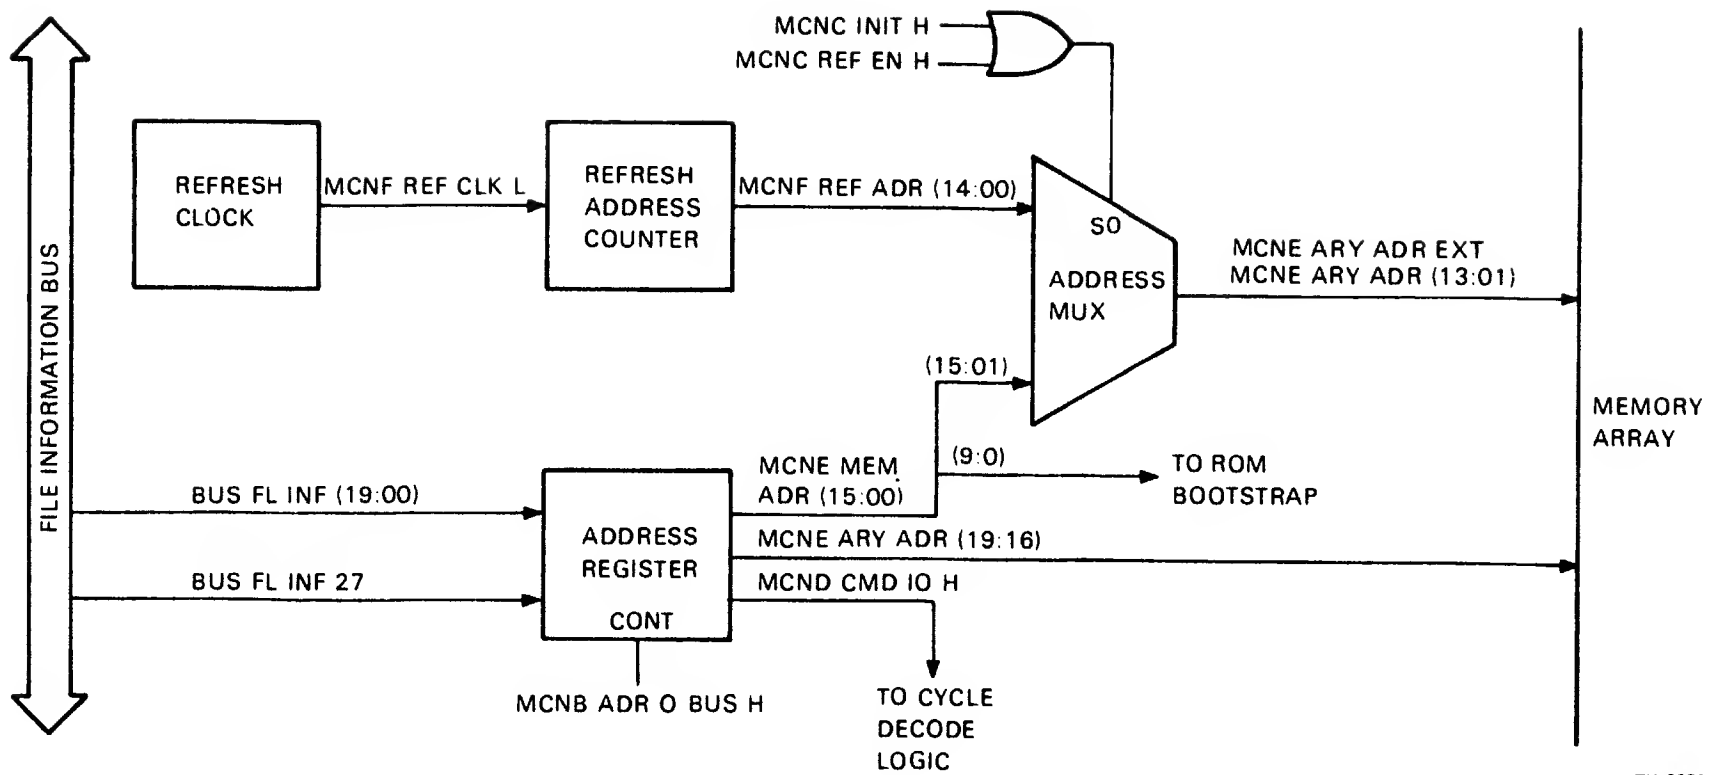 MCNC INIT H
MCNC REF EN H
REFRESH
CLOCK
MCNF REF CLK L
REFRESH
ADDRESS
COUNTER
MCNF REF ADR (14:00)
S0
ADDRESS
MUX
MCNE ARY ADR EXT
MCNE ARY ADR (13:01)
FILE INFORMATION BUS
(15:01)
MEMORY
ARRAY
BUS FL INF (19:00)
MCNE MEM
ADR (15:00)
(9:0)
TO ROM
BOOTSTRAP
ADDRESS
REGISTER
CONT
MCNE ARY ADR (19:16)
BUS FL INF 27
MCND CMD IO H
MCNB ADR O BUS H
TO CYCLE
DECODE
LOGIC